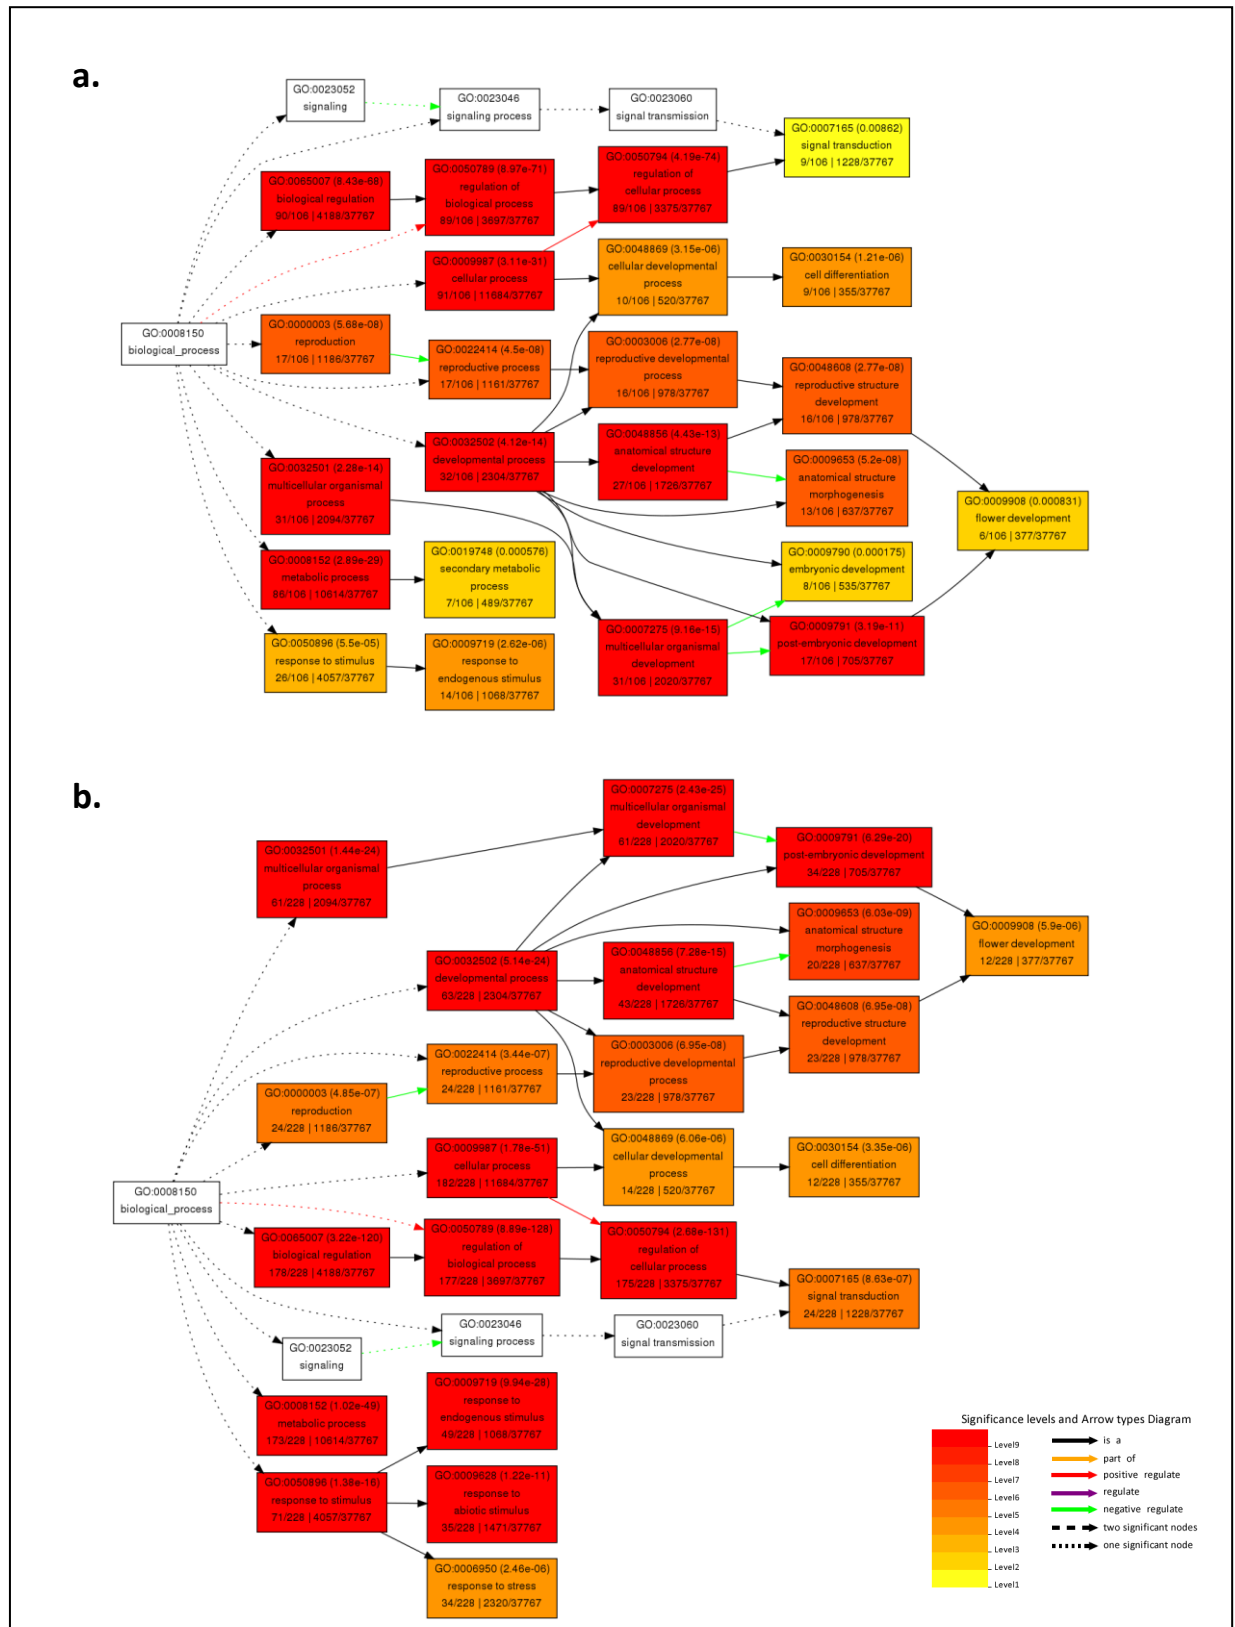 a.
GO:0023052
signaling
GO:0023046
signaling process
GO:0023060
signal transmission
GO:0007165 (0.00862)
signal transduction
9/106 | 1228/37767
GO:0065007 (8.43e-68)
biological regulation
90/106 | 4188/37767
GO:0050789 (8.97e-71)
regulation of
biological process
89/106 | 3697/37767
GO:0050794 (4.19e-74)
regulation of
cellular process
89/106 | 3375/37767
GO:0009987 (3.11e-31)
cellular process
91/106 | 11684/37767
GO:0048869 (3.15e-06)
cellular developmental
process
10/106 | 520/37767
GO:0030154 (1.21e-06)
cell differentiation
9/106 | 355/37767
GO:0008150
biological_process
GO:0000003 (5.68e-08)
reproduction
17/106 | 1186/37767
GO:0022414 (4.5e-08)
reproductive process
17/106 | 1161/37767
GO:0003006 (2.77e-08)
reproductive developmental
process
16/106 | 978/37767
GO:0048608 (2.77e-08)
reproductive structure
development
16/106 | 978/37767
GO:0032502 (4.12e-14)
developmental process
32/106 | 2304/37767
GO:0048856 (4.43e-13)
anatomical structure
development
27/106 | 1726/37767
GO:0009653 (5.2e-08)
anatomical structure
morphogenesis
13/106 | 637/37767
GO:0009908 (0.000831)
flower development
6/106 | 377/37767
GO:0032501 (2.28e-14)
multicellular organismal
process
31/106 | 2094/37767
GO:0008152 (2.89e-29)
metabolic process
86/106 | 10614/37767
GO:0019748 (0.000576)
secondary metabolic
process
7/106 | 489/37767
GO:0009790 (0.000175)
embryonic development
8/106 | 535/37767
GO:0050896 (5.5e-05)
response to stimulus
26/106 | 4057/37767
GO:0009719 (2.62e-06)
response to
endogenous stimulus
14/106 | 1068/37767
GO:0007275 (9.16e-15)
multicellular organismal
development
31/106 | 2020/37767
GO:0009791 (3.19e-11)
post-embryonic development
17/106 | 705/37767
b.
GO:0007275 (2.43e-25)
multicellular organismal
development
61/228 | 2020/37767
GO:0032501 (1.44e-24)
multicellular organismal
process
61/228 | 2094/37767
GO:0009791 (6.29e-20)
post-embryonic development
34/228 | 705/37767
GO:0009653 (6.03e-09)
anatomical structure
morphogenesis
20/228 | 637/37767
GO:0009908 (5.9e-06)
flower development
12/228 | 377/37767
GO:0032502 (5.14e-24)
developmental process
63/228 | 2304/37767
GO:0048856 (7.28e-15)
anatomical structure
development
43/228 | 1726/37767
GO:0048608 (6.95e-08)
reproductive structure
development
23/228 | 978/37767
GO:0022414 (3.44e-07)
reproductive process
24/228 | 1161/37767
GO:0003006 (6.95e-08)
reproductive developmental
process
23/228 | 978/37767
GO:0000003 (4.85e-07)
reproduction
24/228 | 1186/37767
GO:0009987 (1.78e-51)
cellular process
182/228 | 11684/37767
GO:0048869 (6.06e-06)
cellular developmental
process
14/228 | 520/37767
GO:0030154 (3.35e-06)
cell differentiation
12/228 | 355/37767
GO:0008150
biological_process
GO:0065007 (3.22e-120)
biological regulation
178/228 | 4188/37767
GO:0050789 (8.89e-128)
regulation of
biological process
177/228 | 3697/37767
GO:0050794 (2.68e-131)
regulation of
cellular process
175/228 | 3375/37767
GO:0007165 (8.63e-07)
signal transduction
24/228 | 1228/37767
GO:0023046
signaling process
GO:0023060
signal transmission
GO:0023052
signaling
GO:0009719 (9.94e-28)
response to
endogenous stimulus
49/228 | 1068/37767
GO:0008152 (1.02e-49)
metabolic process
173/228 | 10614/37767
GO:0050896 (1.38e-16)
response to stimulus
71/228 | 4057/37767
GO:0009628 (1.22e-11)
response to
abiotic stimulus
35/228 | 1471/37767
GO:0006950 (2.46e-06)
response to stress
34/228 | 2320/37767
Significance levels and Arrow types Diagram
Level9
Level8
Level7
Level6
Level5
Level4
Level3
Level2
Level1
is a
part of
positive regulate
regulate
negative regulate
two significant nodes
one significant node